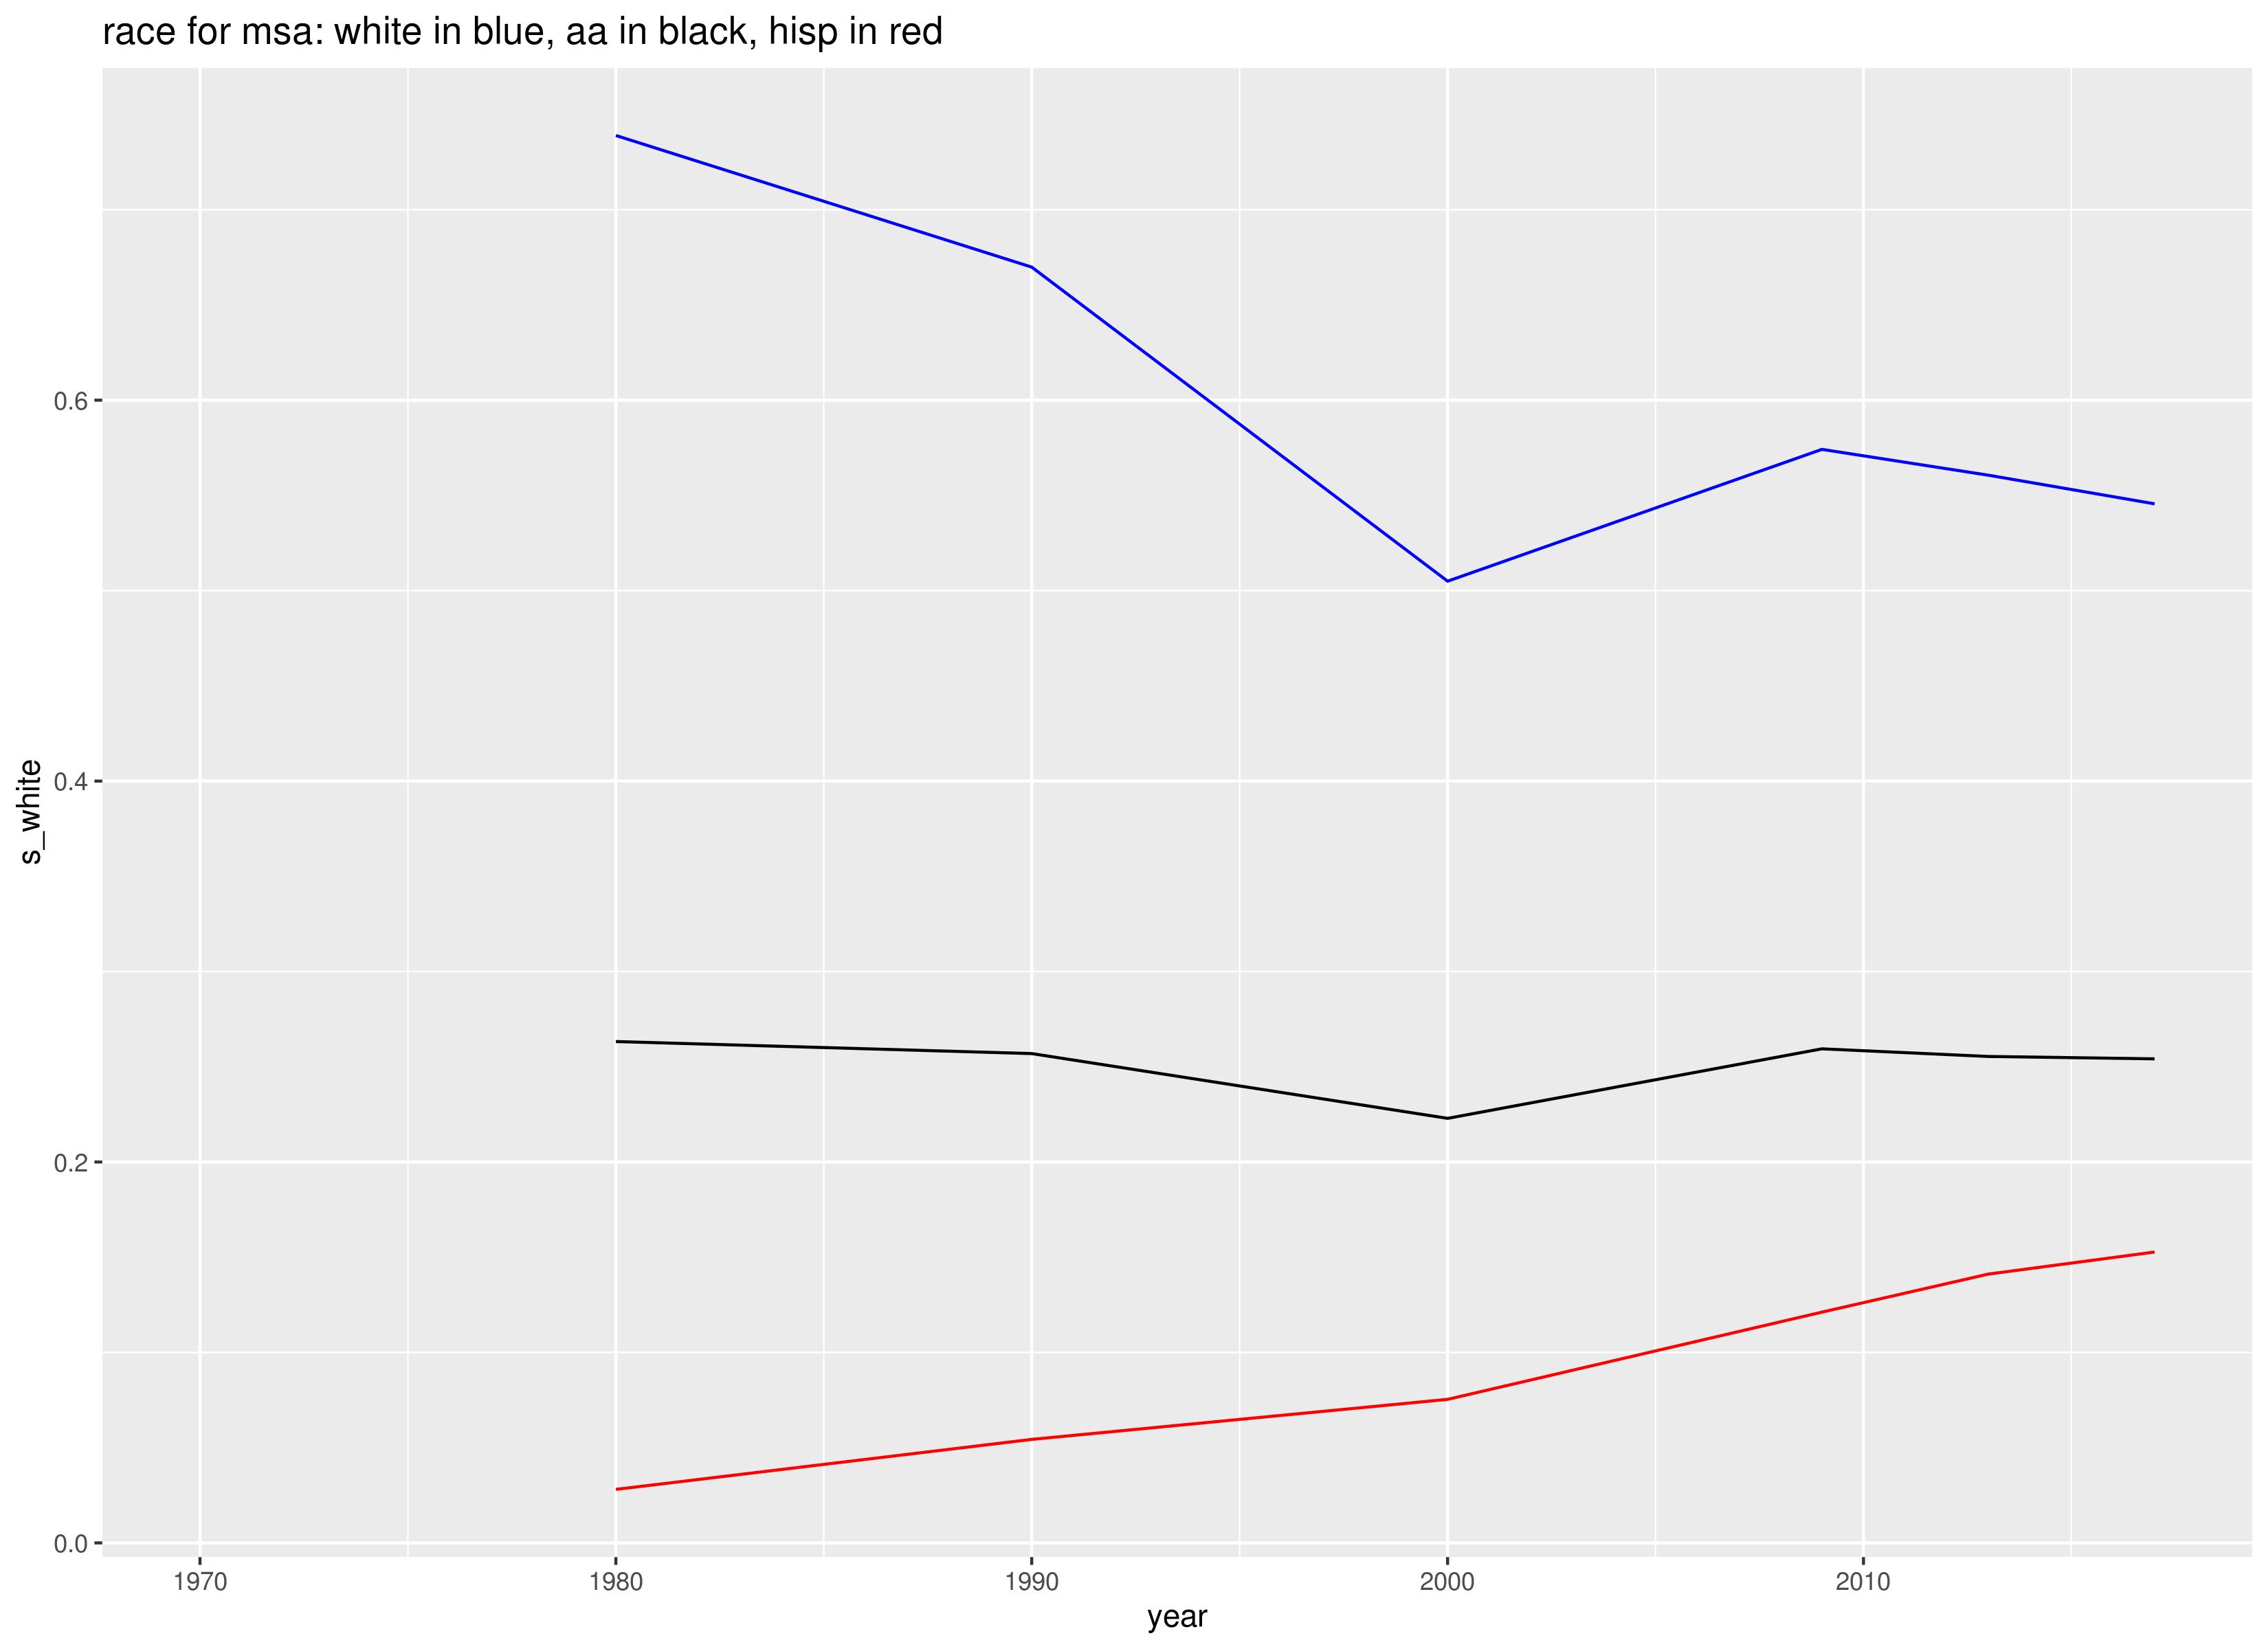 race for msa: white in blue, aa in black, hisp in red
s_white
0.6
0.4
0.2
0.0
1970 1980 1990 2000 2010
year